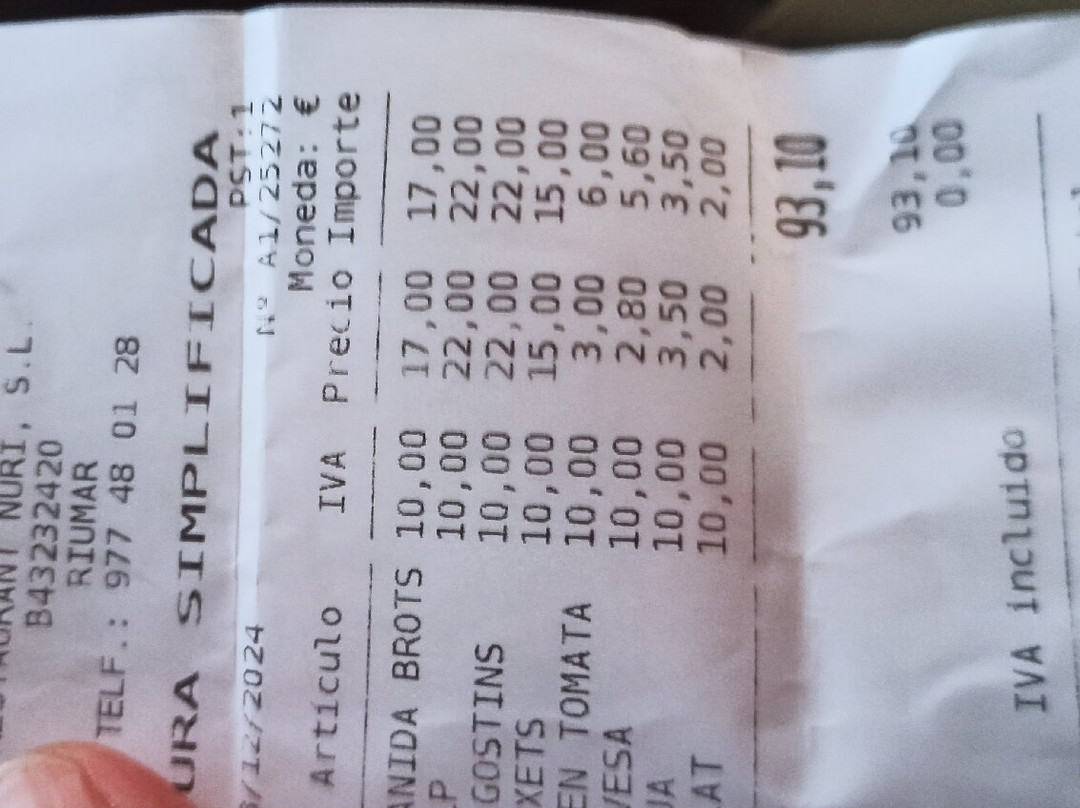 RANT NURI, S.L.
B43232420
RIUMAR
TELF.: 977 48 01 28
URA SIMPLIFICADA
PST:1
/12/2024 Nº A1/25272
Moneda: €
Artículo IVA Precio Importe
ANIDA BROTS 10,00 17,00 17,00
P 10,00 22,00 22,00
GOSTINS 10,00 22,00 22,00
XETS 10,00 15,00 15,00
EN TOMATA 10,00 3,00 6,00
VESA 10,00 2,80 5,60
UA 10,00 3,50 3,50
AT 10,00 2,00 2,00
93,10
93,10
0,00
IVA incluido